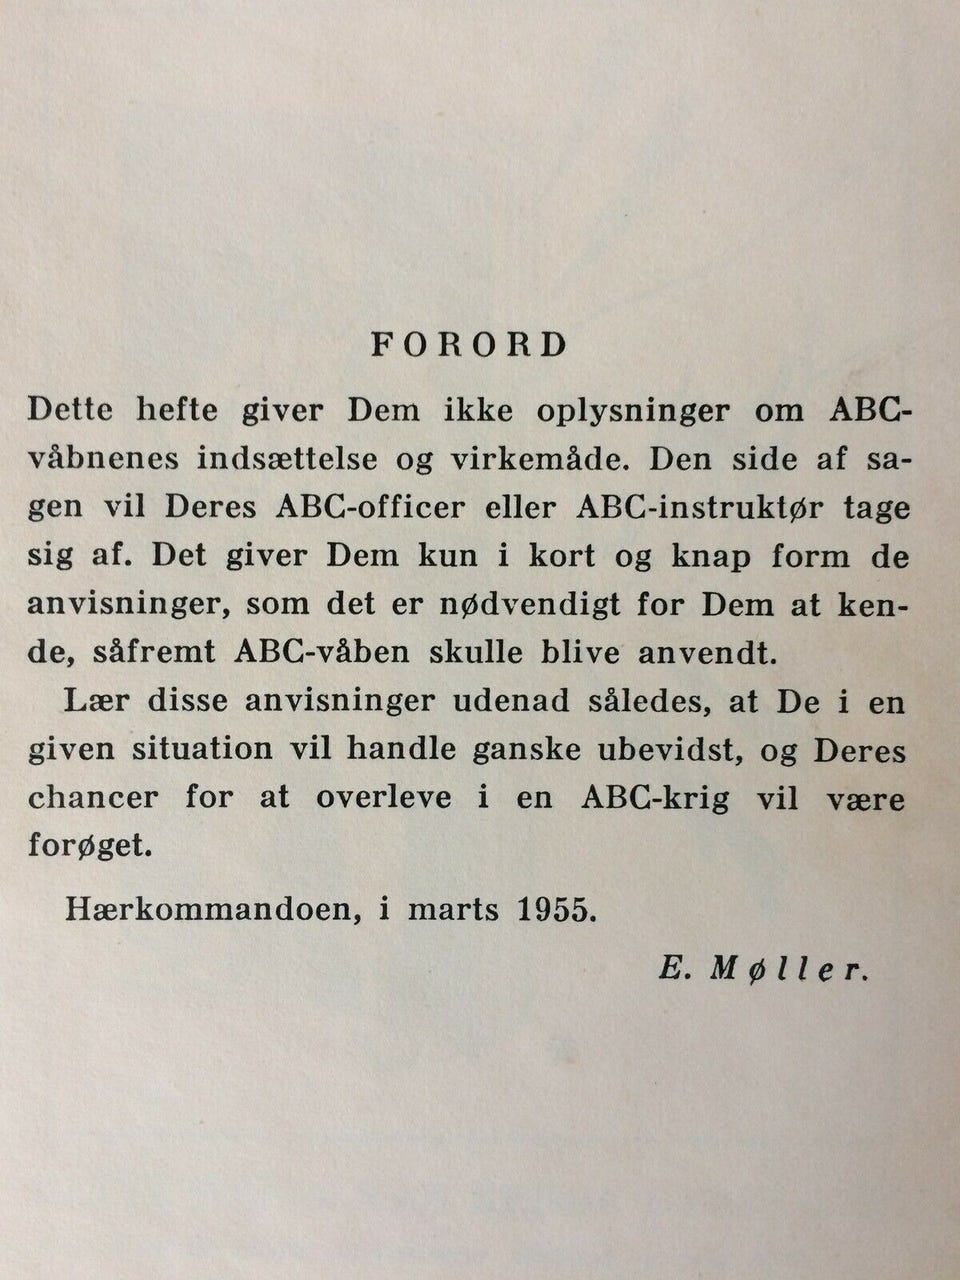 FORORD
Dette hefte giver Dem ikke oplysninger om ABC-
våbnenes indsættelse og virkemåde. Den side af sa-
gen vil Deres ABC-officer eller ABC-instruktør tage
sig af. Det giver Dem kun i kort og knap form de
anvisninger, som det er nødvendigt for Dem at ken-
de, såfremt ABC-våben skulle blive anvendt.
Lær disse anvisninger udenad således, at De i en
given situation vil handle ganske ubevidst, og Deres
chancer for at overleve i en ABC-krig vil være
forøget.
Hærkommandoen, i marts 1955.
E. Møller.